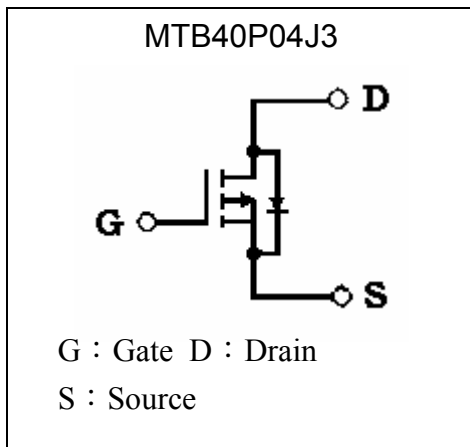 MTB40P04J3
D
G
S
G：Gate D：Drain
S：Source